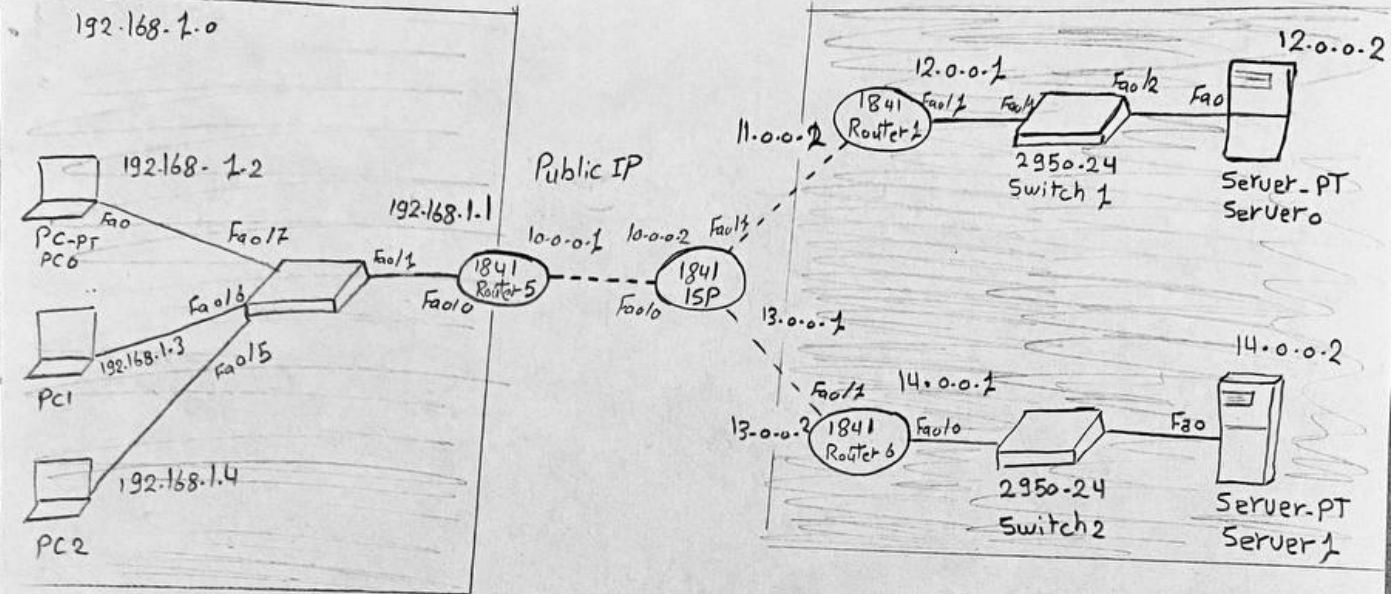 192.168.1.0
192.168.1.2
Fa0
PC-PT
PC0
Fa0/7
Fa0/6
PC1
192.168.1.3
Fa0/5
192.168.1.4
PC2
Fa0/1
192.168.1.1
1841
Router5
Fa0/0
Public IP
10.0.0.1
10.0.0.2
Fa0/1
1841
ISP
Fa0/0
11.0.0.2
1841
Router1
12.0.0.1
Fa0/1
Fa0/1
Fa0/2
2950-24
Switch 1
Fa0
12.0.0.2
Server-PT
Server0
13.0.0.1
Fa0/1
13.0.0.2
1841
Router 6
14.0.0.1
Fa0/0
2950-24
Switch2
Fa0
14.0.0.2
Server-PT
Server1